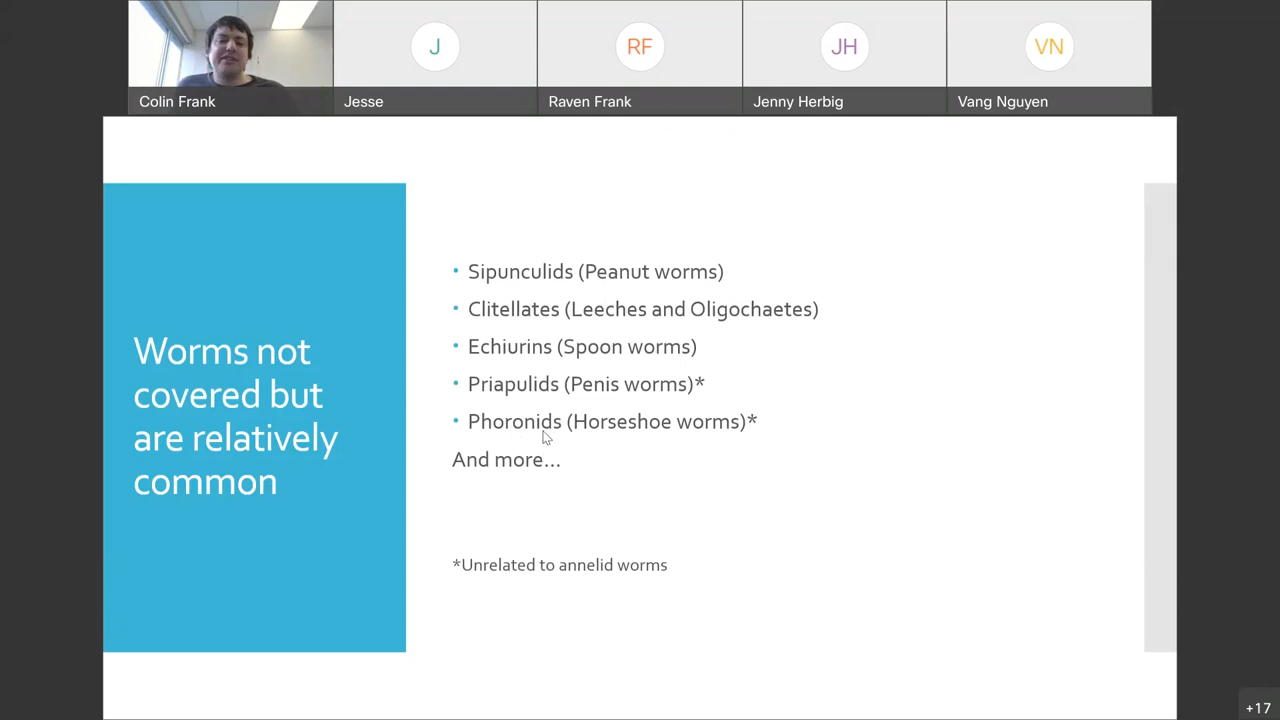 J
RF
JH
VN
Colin Frank
Jesse
Raven Frank
Jenny Herbig
Vang Nguyen
Worms not
covered but
are relatively
common
• Sipunculids (Peanut worms)
• Clitellates (Leeches and Oligochaetes)
• Echiurins (Spoon worms)
• Priapulids (Penis worms)*
• Phoronids (Horseshoe worms)*
And more...
*Unrelated to annelid worms
+17